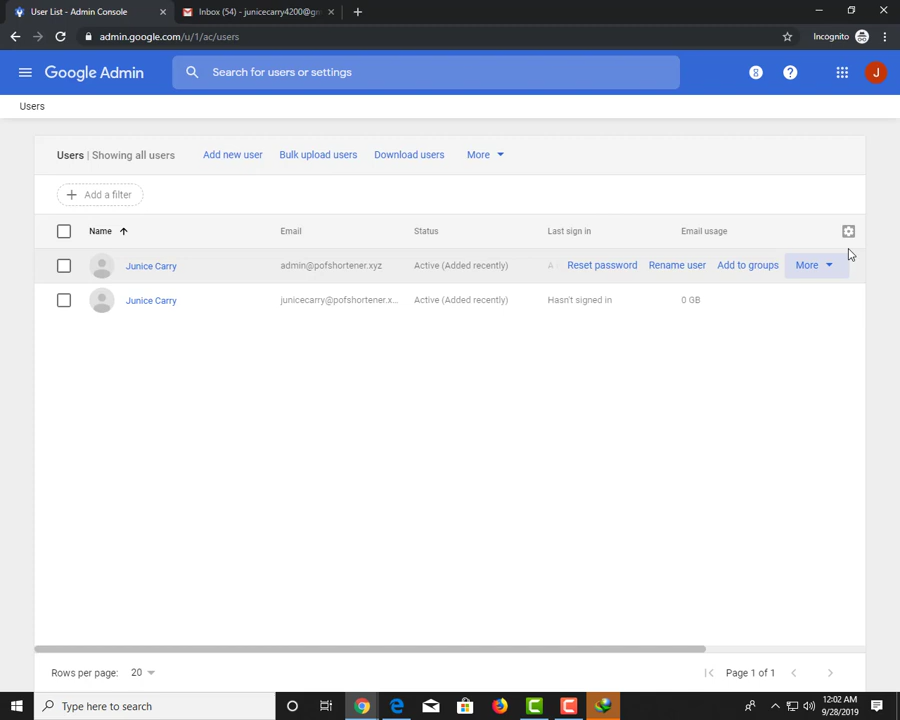 User List - Admin Console
Inbox (54) - junicecarry4200@gm
admin.google.com/u/1/ac/users
Incognito
Google Admin
Search for users or settings
8
?
J
Users
Users | Showing all users
Add new user
Bulk upload users
Download users
More
Add a filter
Name
Email
Status
Last sign in
Email usage
Junice Carry
admin@pofshortener.xyz
Active (Added recently)
A
Reset password
Rename user
Add to groups
More
Junice Carry
junicecarry@pofshortener.x...
Active (Added recently)
Hasn't signed in
0 GB
Rows per page:
20
Page 1 of 1
Type here to search
12:02 AM
9/28/2019